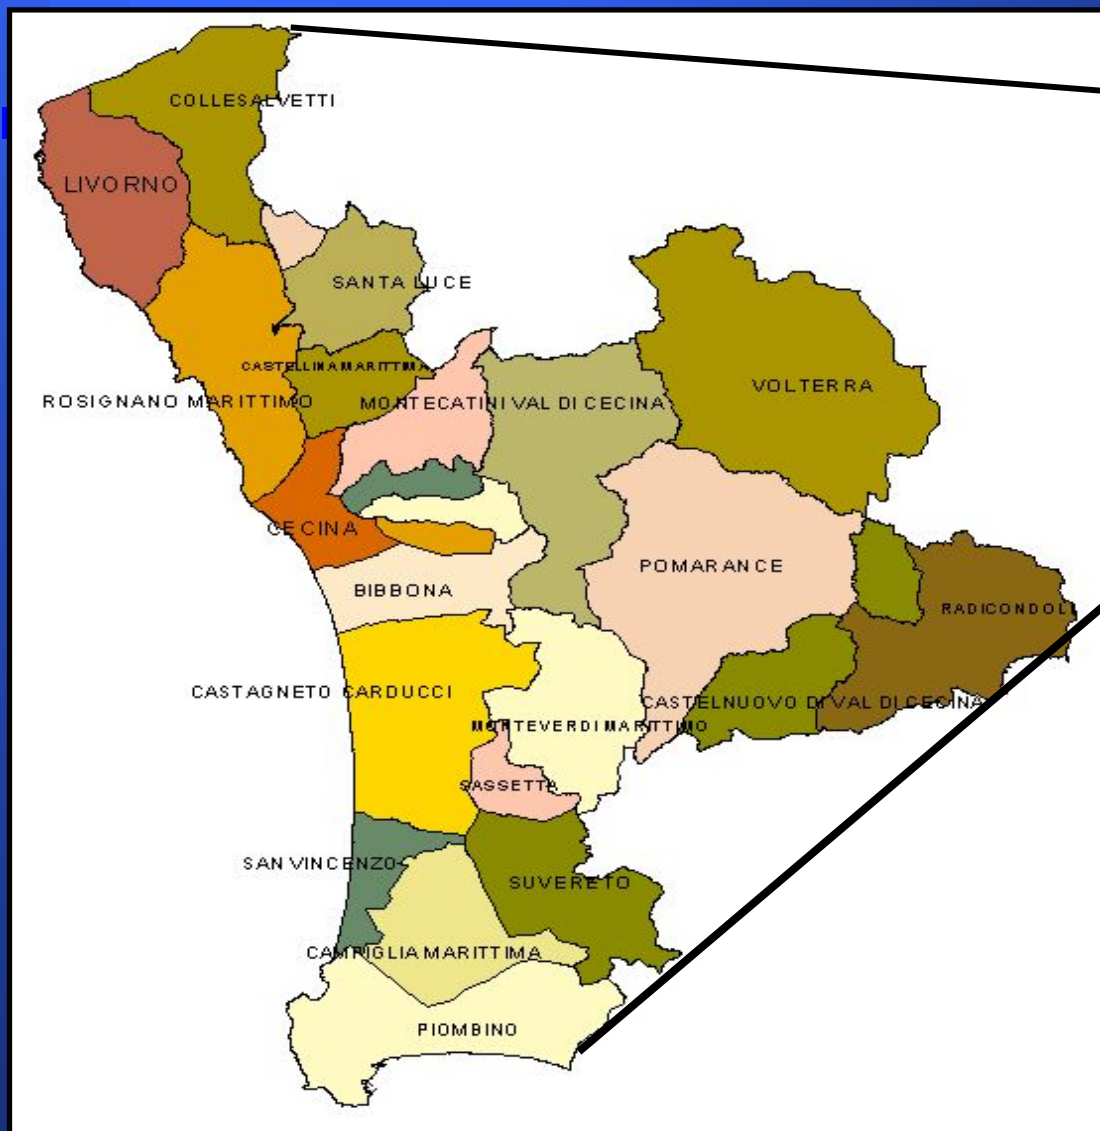 COLLESALVETTI
LIVORNO
SANTA LUCE
CASTELLINA MARITTIMA
VOLTERRA
ROSIGNANO MARITTIMO
MONTECATINI VAL DI CECINA
CECINA
POMARANCE
BIBBONA
RADICONDOLI
CASTAGNETO CARDUCCI
CASTELNUOVO DI VAL DI CECINA
MONTEVERDI MARITTIMO
SASSETTA
SAN VINCENZO
SUVERETO
CAMPIGLIA MARITTIMA
PIOMBINO